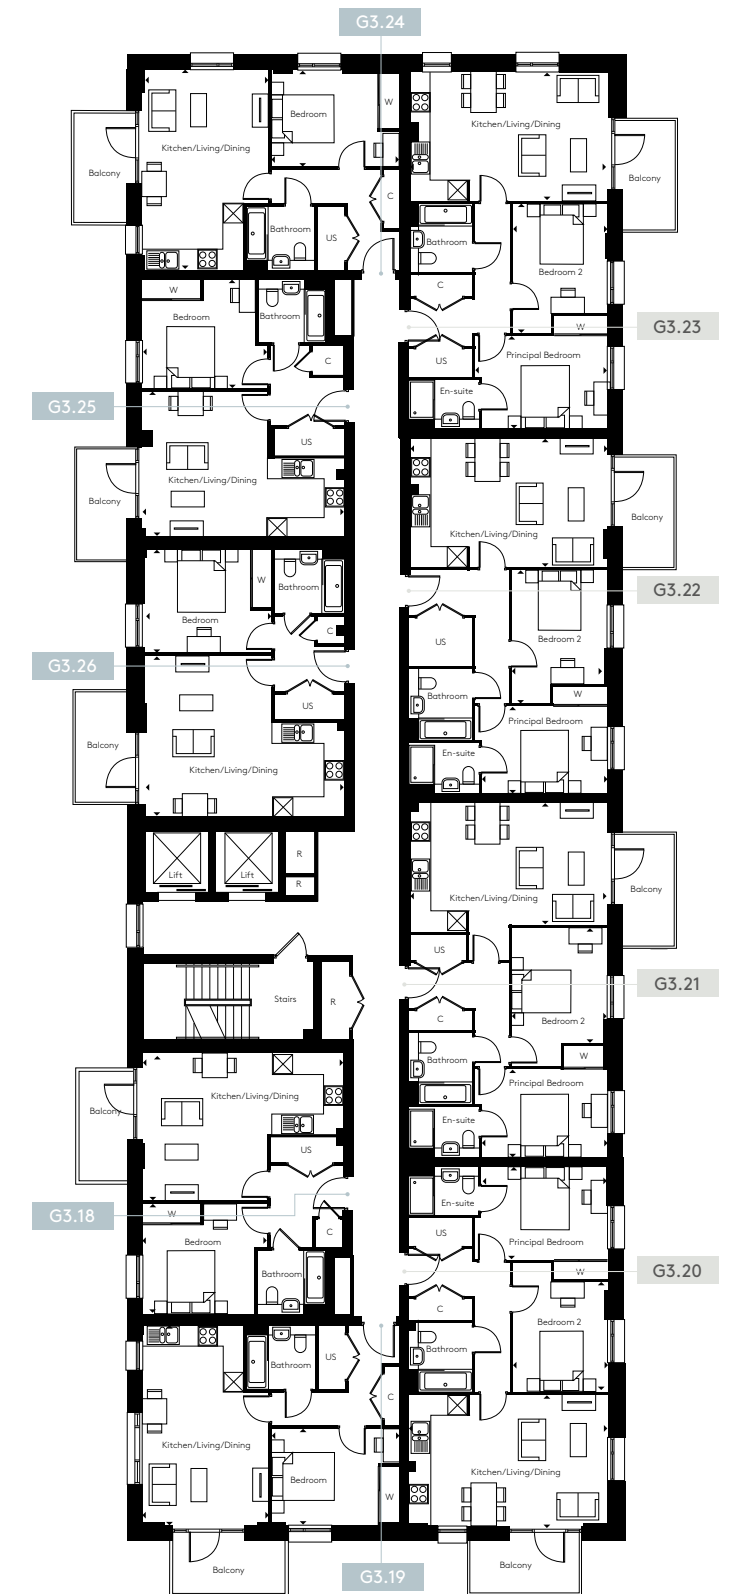 G3.24
Bedroom
W
Kitchen/Living/Dining
Balcony
C
Bathroom
US
Kitchen/Living/Dining
Balcony
Bathroom
Bedroom 2
C
W
G3.23
US
Principal Bedroom
En-suite
W
Bedroom
Bathroom
C
G3.25
US
Kitchen/Living/Dining
Balcony
Kitchen/Living/Dining
Balcony
G3.22
US
Bedroom 2
Bathroom
W
Principal Bedroom
En-suite
W
Bathroom
Bedroom
C
G3.26
US
Balcony
Kitchen/Living/Dining
Lift
Lift
R
R
Stairs
R
Kitchen/Living/Dining
Balcony
US
G3.21
C
Bedroom 2
Bathroom
W
Principal Bedroom
En-suite
Kitchen/Living/Dining
Balcony
US
G3.18
W
Bedroom
C
Bathroom
En-suite
US
Principal Bedroom
W
G3.20
C
Bedroom 2
Bathroom
Kitchen/Living/Dining
Balcony
Bathroom
US
C
Kitchen/Living/Dining
Bedroom
W
Balcony
G3.19